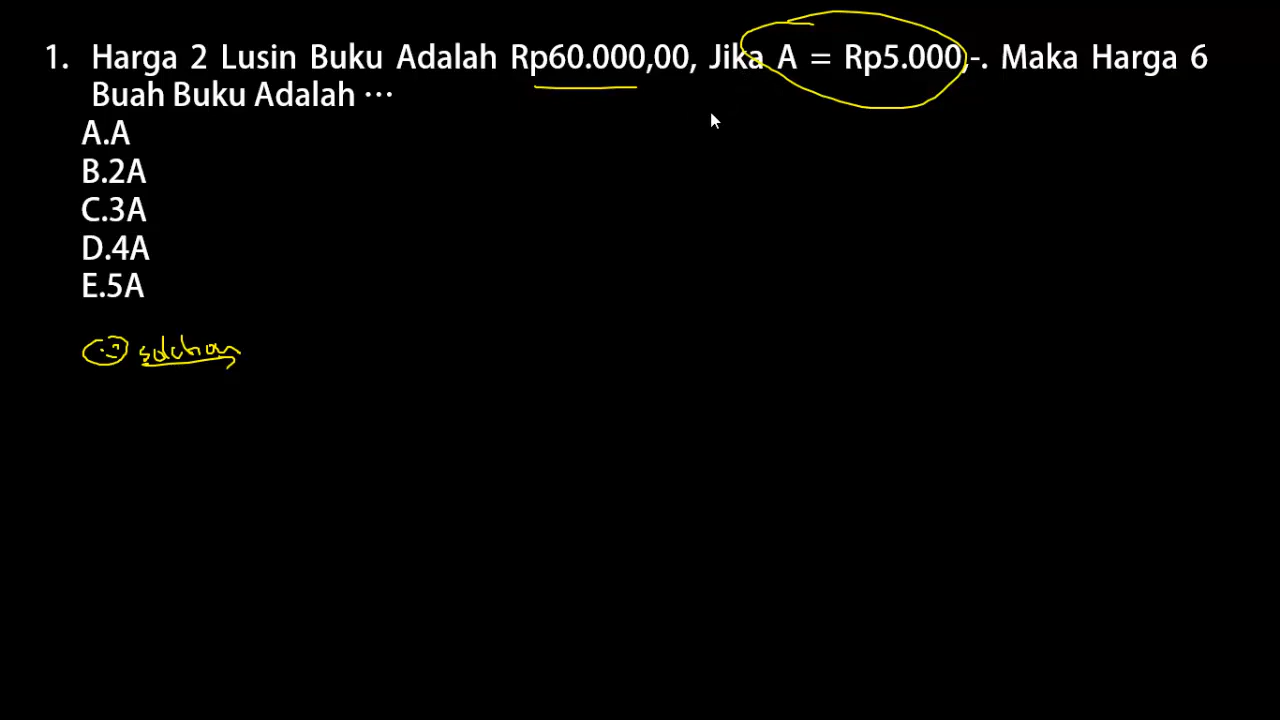 1. Harga 2 Lusin Buku Adalah Rp60.000,00, Jika A = Rp5.000,-. Maka Harga 6
Buah Buku Adalah ⋯
A.A
B.2A
C.3A
D.4A
E.5A